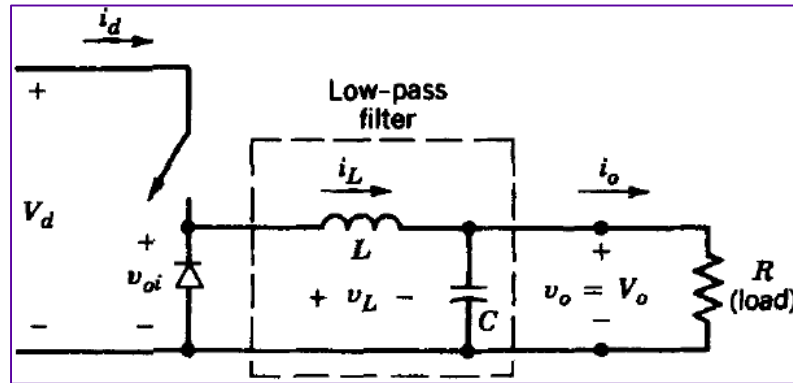 i_d
+
Low-pass
filter
i_L
i_o
V_d
+
v_oi
L
+ v_L −
C
+
v_o = V_o
R
(load)
−
−
−